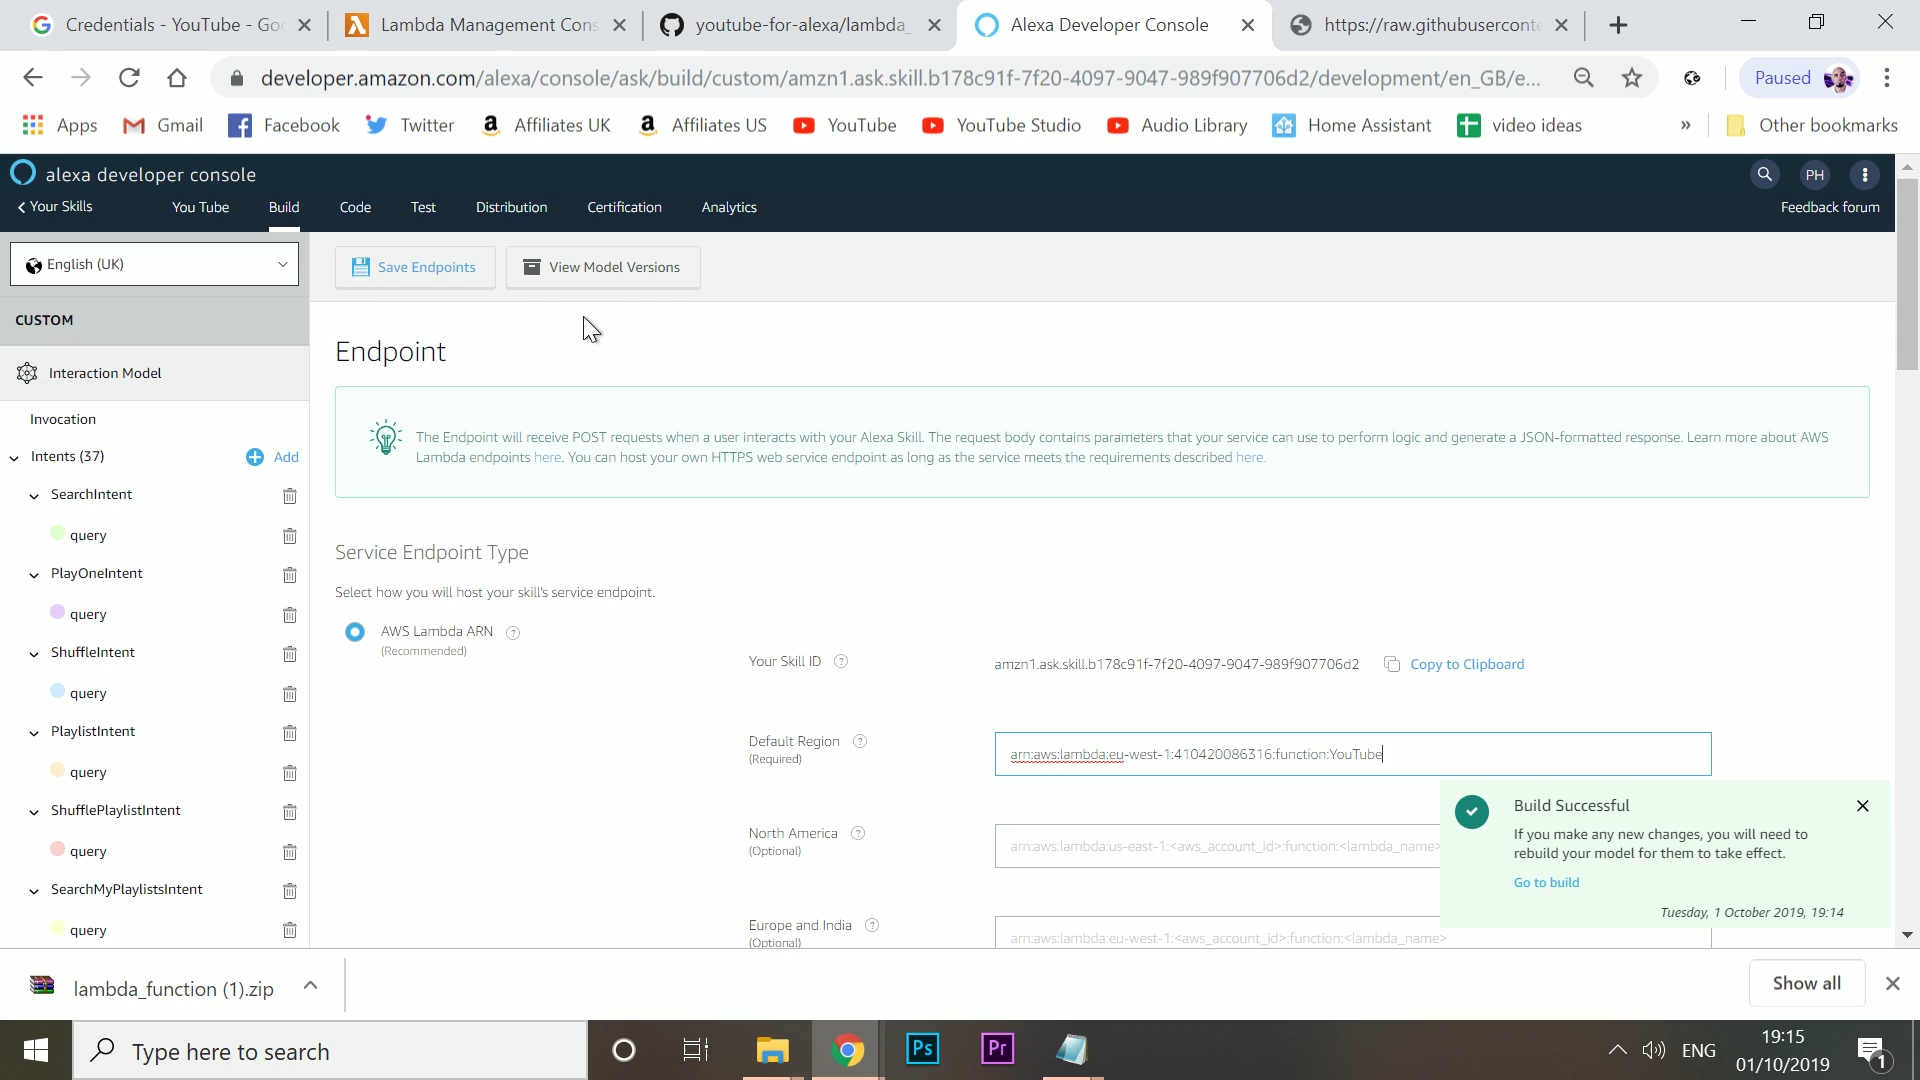 Credentials - YouTube - Goo
Lambda Management Cons
youtube-for-alexa/lambda_
Alexa Developer Console
https://raw.githubuserconte
developer.amazon.com/alexa/console/ask/build/custom/amzn1.ask.skill.b178c91f-7f20-4097-9047-989f907706d2/development/en_GB/e...
Paused
Apps
Gmail
Facebook
Twitter
Affiliates UK
Affiliates US
YouTube
YouTube Studio
Audio Library
Home Assistant
video ideas
»
Other bookmarks
alexa developer console
PH
Your Skills
You Tube
Build
Code
Test
Distribution
Certification
Analytics
Feedback forum
English (UK)
Save Endpoints
View Model Versions
CUSTOM
Interaction Model
Invocation
Intents (37)
Add
SearchIntent
query
PlayOneIntent
query
ShuffleIntent
query
PlaylistIntent
query
ShufflePlaylistIntent
query
SearchMyPlaylistsIntent
query
Endpoint
The Endpoint will receive POST requests when a user interacts with your Alexa Skill. The request body contains parameters that your service can use to perform logic and generate a JSON-formatted response. Learn more about AWS
Lambda endpoints here. You can host your own HTTPS web service endpoint as long as the service meets the requirements described here.
Service Endpoint Type
Select how you will host your skill's service endpoint.
AWS Lambda ARN ?
(Recommended)
Your Skill ID ?
amzn1.ask.skill.b178c91f-7f20-4097-9047-989f907706d2
Copy to Clipboard
Default Region ?
(Required)
arn:aws:lambda:eu-west-1:410420086316:function:YouTube
North America ?
(Optional)
arn:aws:lambda:us-east-1:<aws_account_id>:function:<lambda_name>
Europe and India ?
(Optional)
arn:aws:lambda:eu-west-1:<aws_account_id>:function:<lambda_name>
Build Successful
If you make any new changes, you will need to
rebuild your model for them to take effect.
Go to build
Tuesday, 1 October 2019, 19:14
lambda_function (1).zip
Show all
Type here to search
Ps
Pr
ENG
19:15
01/10/2019
1